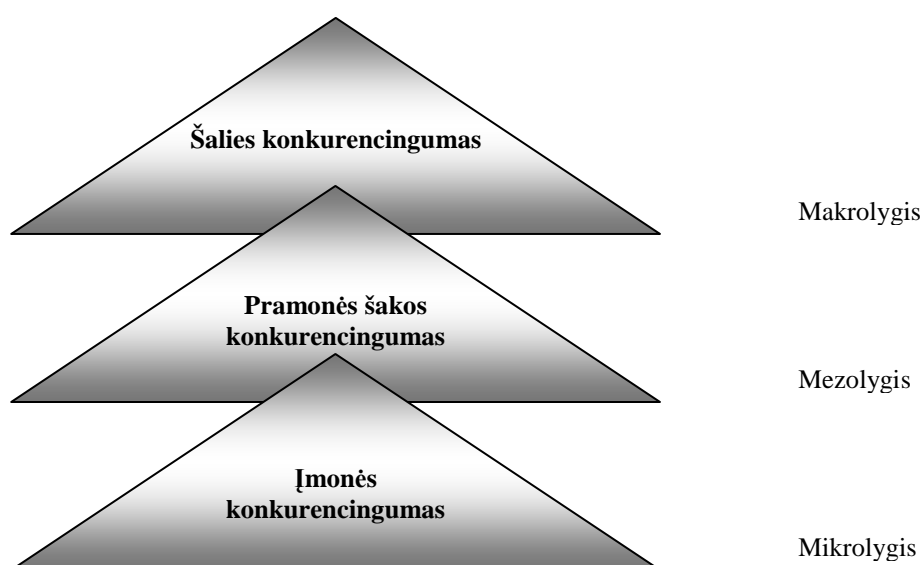 Šalies konkurencingumas
Makrolygis
Pramonės šakos
konkurencingumas
Mezolygis
Įmonės
konkurencingumas
Mikrolygis